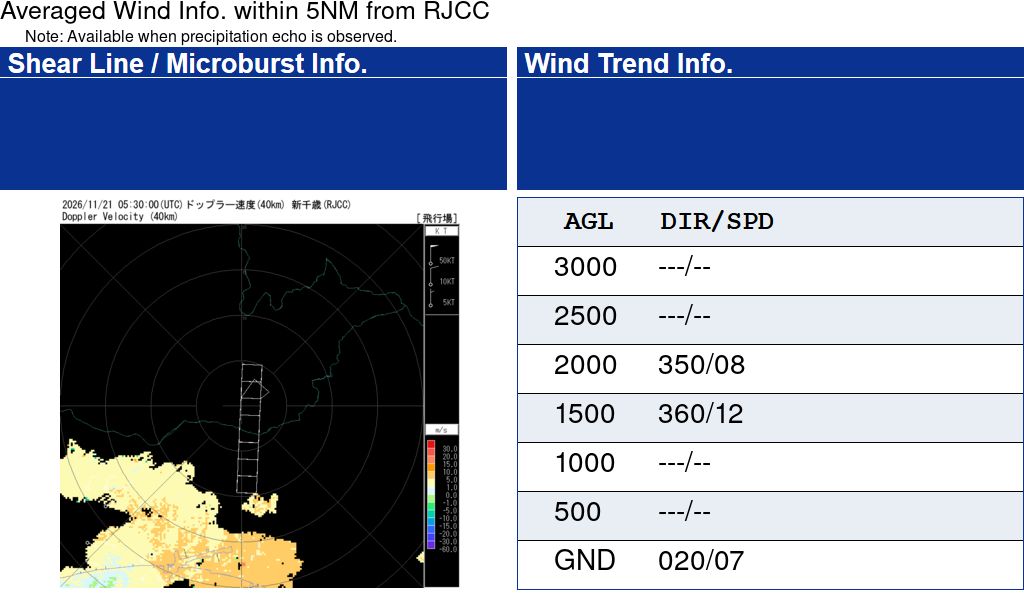 Averaged Wind Info. within 5NM from RJCC
Note: Available when precipitation echo is observed.
Shear Line / Microburst Info.
Wind Trend Info.
2026/11/21 05:30:00(UTC) ドップラー速度(40km) 新千歳(RJCC)
Doppler Velocity (40km)
[飛行場]
KT
50KT
10KT
5KT
m/s
30.0
20.0
15.0
10.0
5.0
1.0
0.0
-1.0
-5.0
-10.0
-15.0
-20.0
-30.0
-60.0
AGL DIR/SPD
3000 ---/--
2500 ---/--
2000 350/08
1500 360/12
1000 ---/--
500 ---/--
GND 020/07